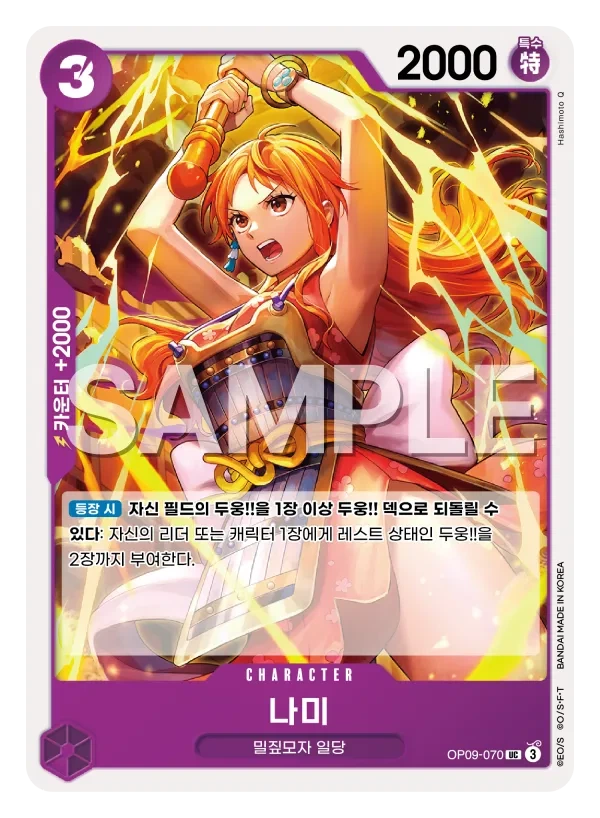 3
2000
특수
特
Hashimoto Q
카운터 +2000
SAMPLE
등장 시 자신 필드의 두웅!!을 1장 이상 두웅!! 덱으로 되돌릴 수
있다: 자신의 리더 또는 캐릭터 1장에게 레스트 상태인 두웅!!을
2장까지 부여한다.
CHARACTER
나미
밀짚모자 일당
OP09-070 UC 3
©EO/S ©O/S·F·T BANDAI MADE IN KOREA